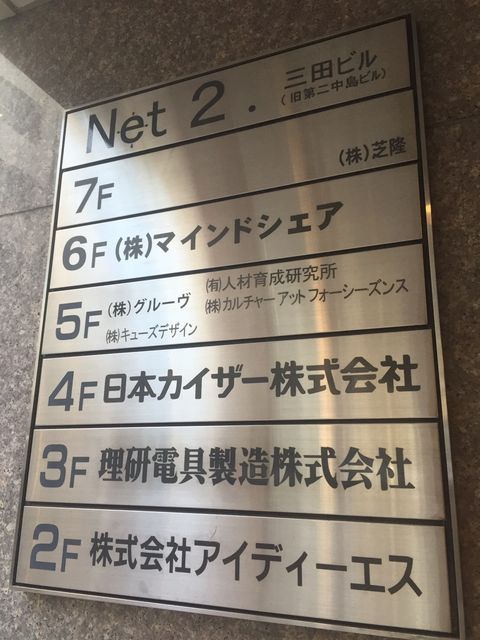 Net 2. 三田ビル
(旧第二中島ビル)
7F (株)芝隆
6F (株)マインドシェア
5F (株)グルーヴ (有)人材育成研究所
(株)キューズデザイン (株)カルチャー アット フォーシーズンス
4F 日本カイザー株式会社
3F 理研電具製造株式会社
2F 株式会社アイディーエス